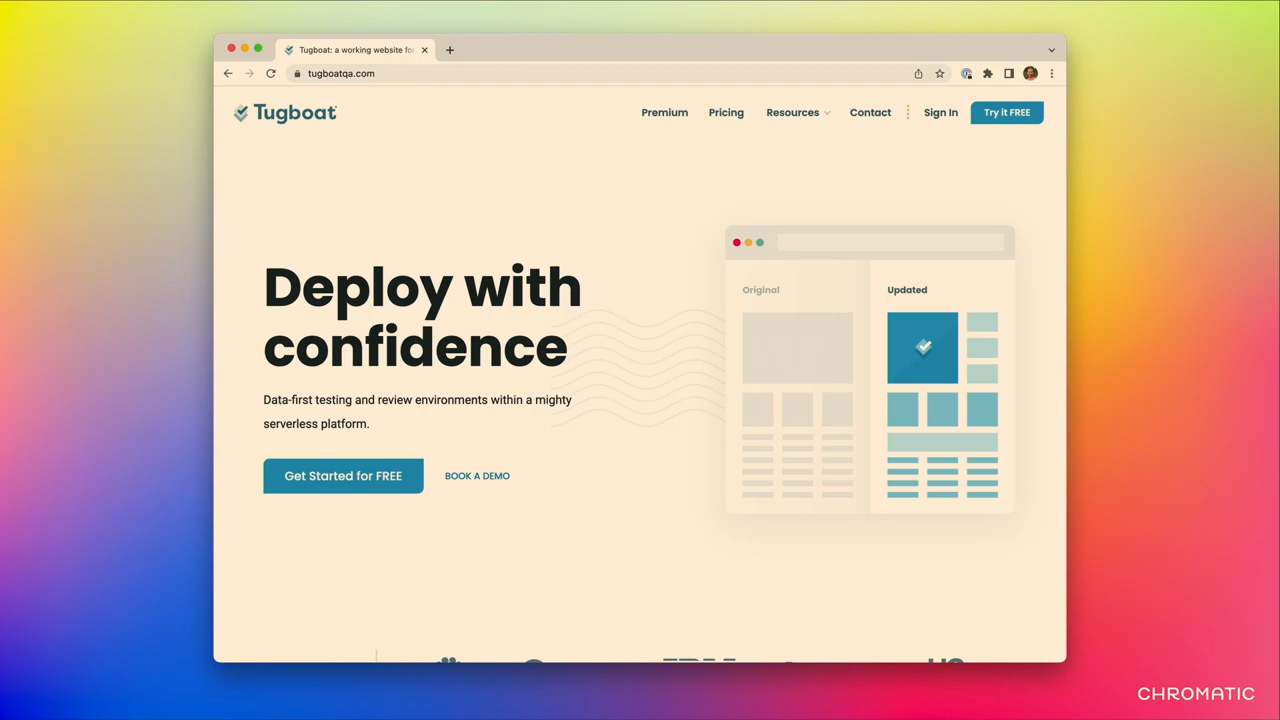 Tugboat: a working website for
tugboatqa.com
Tugboat
Premium Pricing Resources Contact Sign In Try it FREE
Deploy with
confidence
Data-first testing and review environments within a mighty
serverless platform.
Get Started for FREE BOOK A DEMO
Original Updated
CHROMATIC